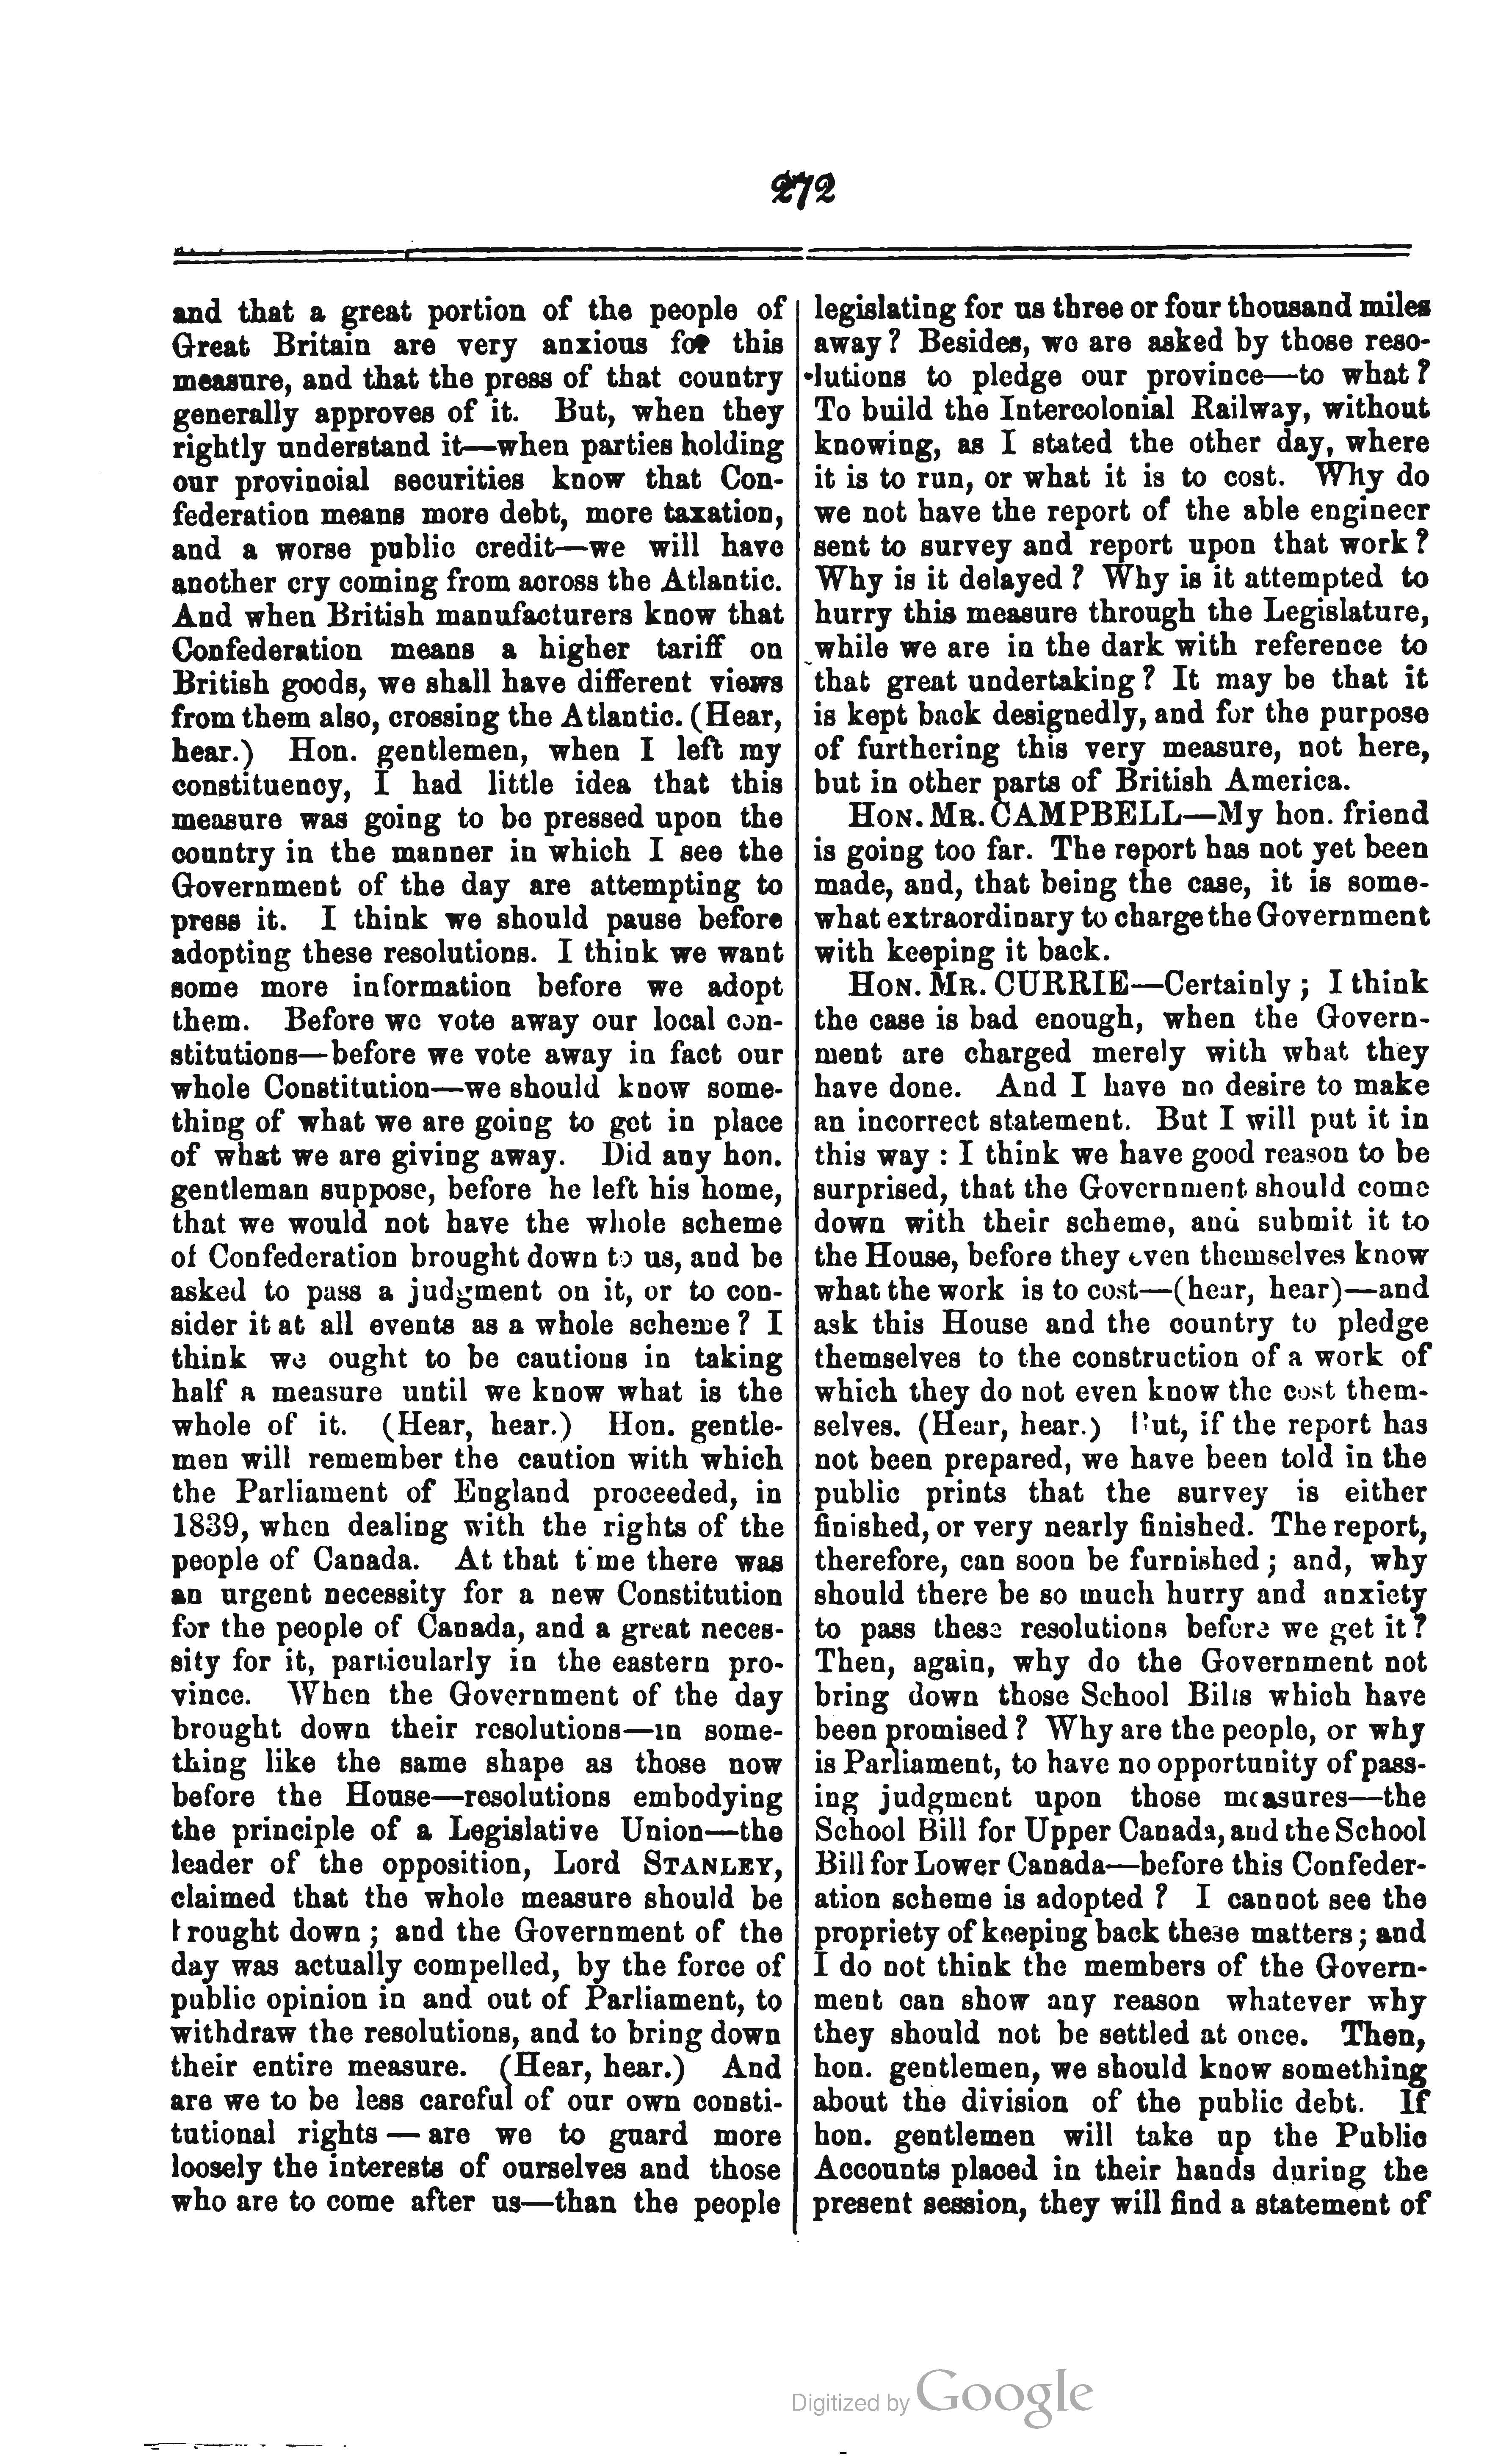 272
and that a great portion of the people of
Great Britain are very anxious for this
measure, and that the press of that country
generally approves of it. But, when they
rightly understand it—when parties holding
our provincial securities know that Con-
federation means more debt, more taxation,
and a worse public credit—we will have
another cry coming from across the Atlantic.
And when British manufacturers know that
Confederation means a higher tariff on
British goods, we shall have different views
from them also, crossing the Atlantic. (Hear,
hear.) Hon. gentlemen, when I left my
constituency, I had little idea that this
measure was going to be pressed upon the
country in the manner in which I see the
Government of the day are attempting to
press it. I think we should pause before
adopting these resolutions. I think we want
some more information before we adopt
them. Before we vote away our local con-
stitutions—before we vote away in fact our
whole Constitution—we should know some-
thing of what we are going to get in place
of what we are giving away. Did any hon.
gentleman suppose, before he left his home,
that we would not have the whole scheme
of Confederation brought down to us, and be
asked to pass a judgment on it, or to con-
sider it at all events as a whole scheme? I
think we ought to be cautious in taking
half a measure until we know what is the
whole of it. (Hear, hear.) Hon. gentle-
men will remember the caution with which
the Parliament of England proceeded, in
1839, when dealing with the rights of the
people of Canada. At that time there was
an urgent necessity for a new Constitution
for the people of Canada, and a great neces-
sity for it, particularly in the eastern pro-
vince. When the Government of the day
brought down their resolutions—in some-
thing like the same shape as those now
before the House—resolutions embodying
the principle of a Legislative Union—the
leader of the opposition, Lord STANLEY,
claimed that the whole measure should be
brought down; and the Government of the
day was actually compelled, by the force of
public opinion in and out of Parliament, to
withdraw the resolutions, and to bring down
their entire measure. (Hear, hear.) And
are we to be less careful of our own consti-
tutional rights—are we to guard more
loosely the interests of ourselves and those
who are to come after us—than the people
legislating for us three or four thousand miles
away? Besides, we are asked by those reso-
lutions to pledge our province—to what?
To build the Intercolonial Railway, without
knowing, as I stated the other day, where
it is to run, or what it is to cost. Why do
we not have the report of the able engineer
sent to survey and report upon that work?
Why is it delayed? Why is it attempted to
hurry this measure through the Legislature,
while we are in the dark with reference to
that great undertaking? It may be that it
is kept back designedly, and for the purpose
of furthering this very measure, not here,
but in other parts of British America.
HON. MR. CAMPBELL—My hon. friend
is going too far. The report has not yet been
made, and, that being the case, it is some-
what extraordinary to charge the Government
with keeping it back.
HON. MR. CURRIE—Certainly; I think
the case is bad enough, when the Govern-
ment are charged merely with what they
have done. And I have no desire to make
an incorrect statement. But I will put it in
this way: I think we have good reason to be
surprised, that the Government should come
down with their scheme, and submit it to
the House, before they even themselves know
what the work is to cost—(hear, hear)—and
ask this House and the country to pledge
themselves to the construction of a work of
which they do not even know the cost them-
selves. (Hear, hear.) But, if the report has
not been prepared, we have been told in the
public prints that the survey is either
finished, or very nearly finished. The report,
therefore, can soon be furnished; and, why
should there be so much hurry and anxiety
to pass these resolutions before we get it?
Then, again, why do the Government not
bring down those School Bills which have
been promised? Why are the people, or why
is Parliament, to have no opportunity of pass-
ing judgment upon those measures—the
School Bill for Upper Canada, and the School
Bill for Lower Canada—before this Confeder-
ation scheme is adopted? I cannot see the
propriety of keeping back these matters; and
I do not think the members of the Govern-
ment can show any reason whatever why
they should not be settled at once. Then,
hon. gentlemen, we should know something
about the division of the public debt. If
hon. gentlemen will take up the Public
Accounts placed in their hands during the
present session, they will find a statement of
Digitized by Google